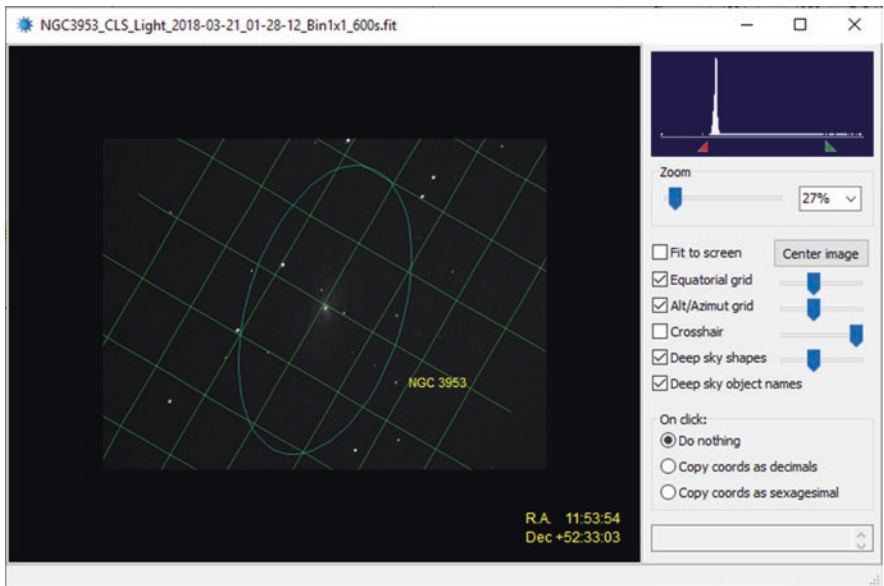 NGC3953_CLS_Light_2018-03-21_01-28-12_Bin1x1_600s.fit
Zoom
27%
Fit to screen
Center image
Equatorial grid
Alt/Azimut grid
Crosshair
Deep sky shapes
Deep sky object names
NGC 3953
On click:
Do nothing
Copy coords as decimals
Copy coords as sexagesimal
R.A. 11:53:54
Dec +52:33:03